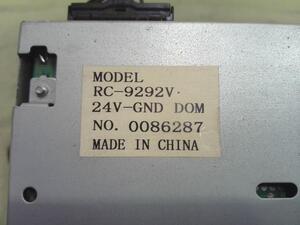 MODEL
RC-9292V
24V-GND DOM
NO. 0086287
MADE IN CHINA